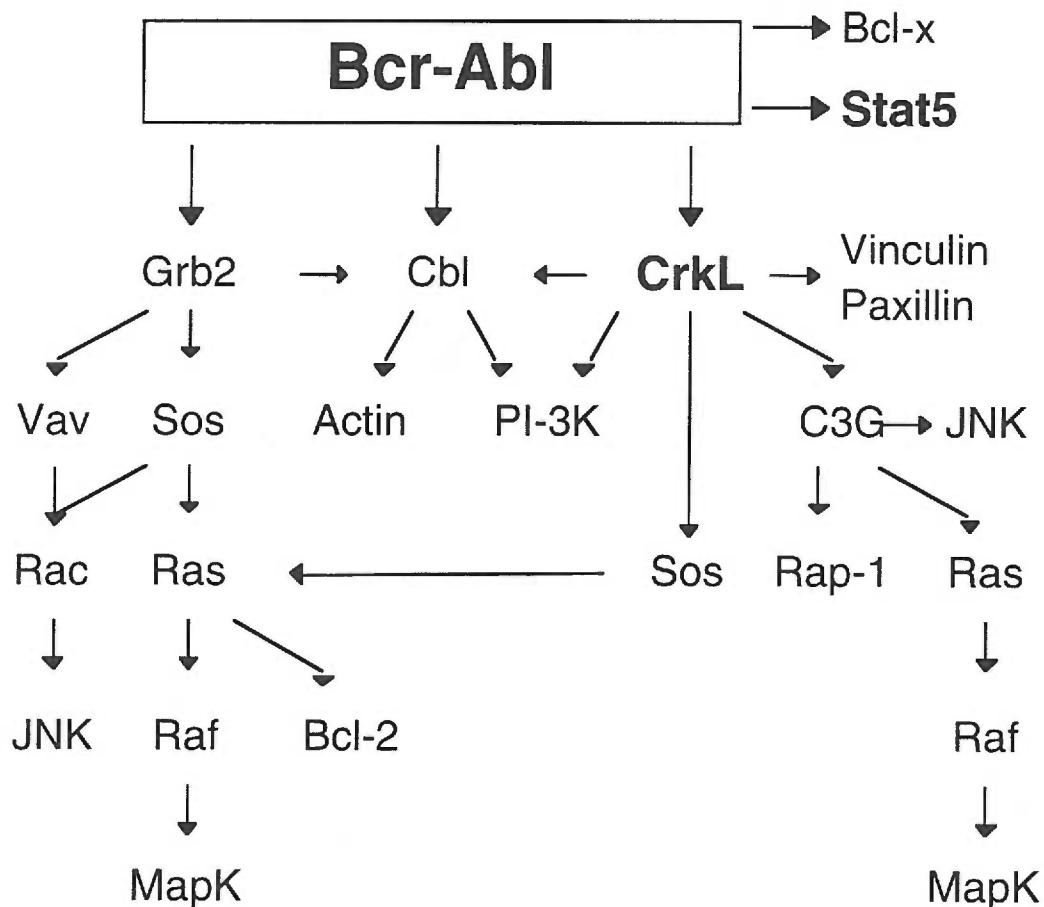 Bcr-Abl
Bcl-x
Stat5
Grb2
Cbl
CrkL
Vinculin
Paxillin
Vav
Sos
Actin
PI-3K
C3G
JNK
Rac
Ras
Sos
Rap-1
Ras
JNK
Raf
Bcl-2
Raf
MapK
MapK